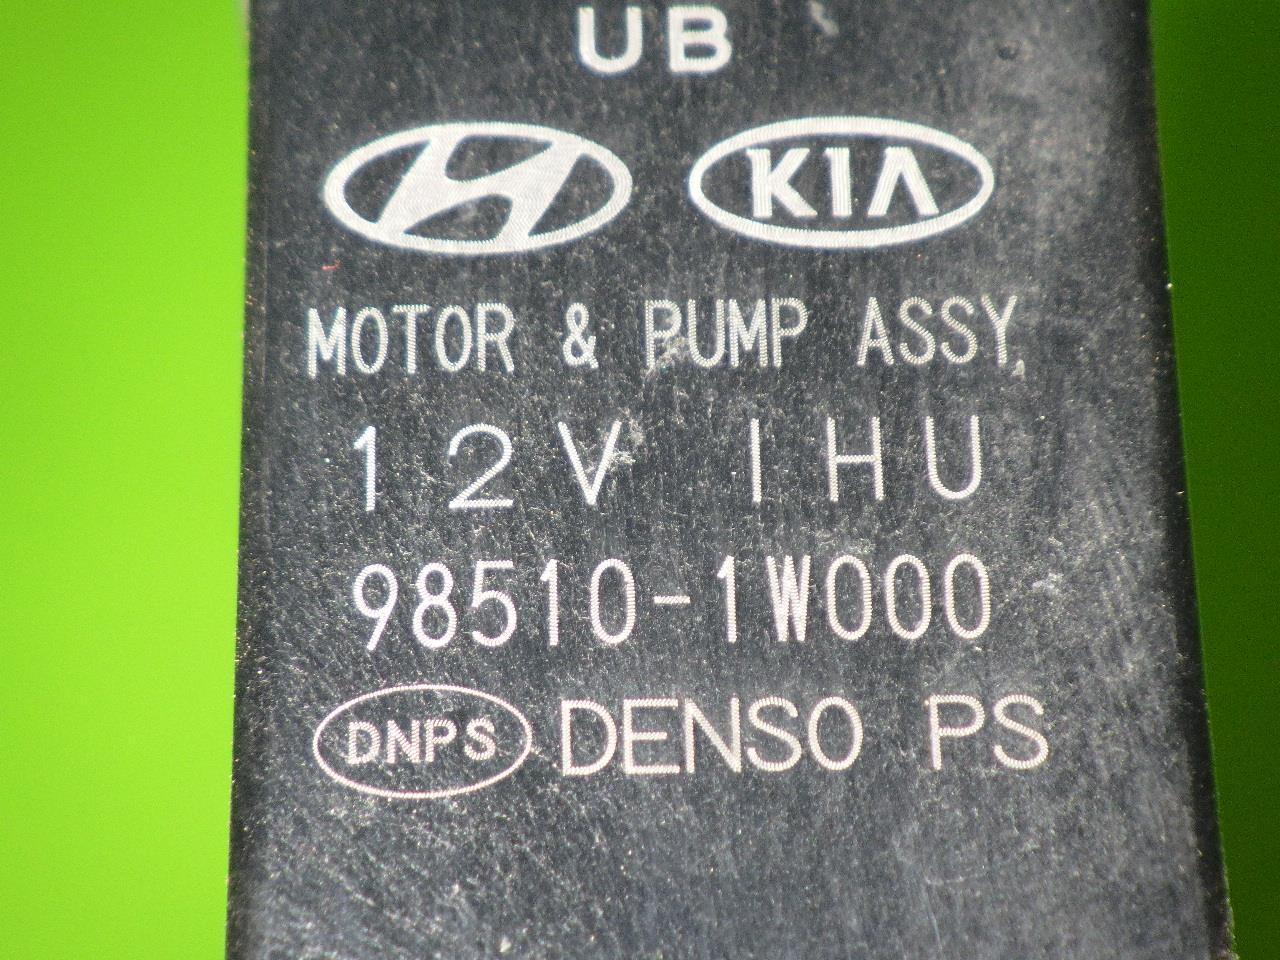 UB
KIA
MOTOR & PUMP ASSY
12V IHU
98510-1W000
DNPS DENSO PS